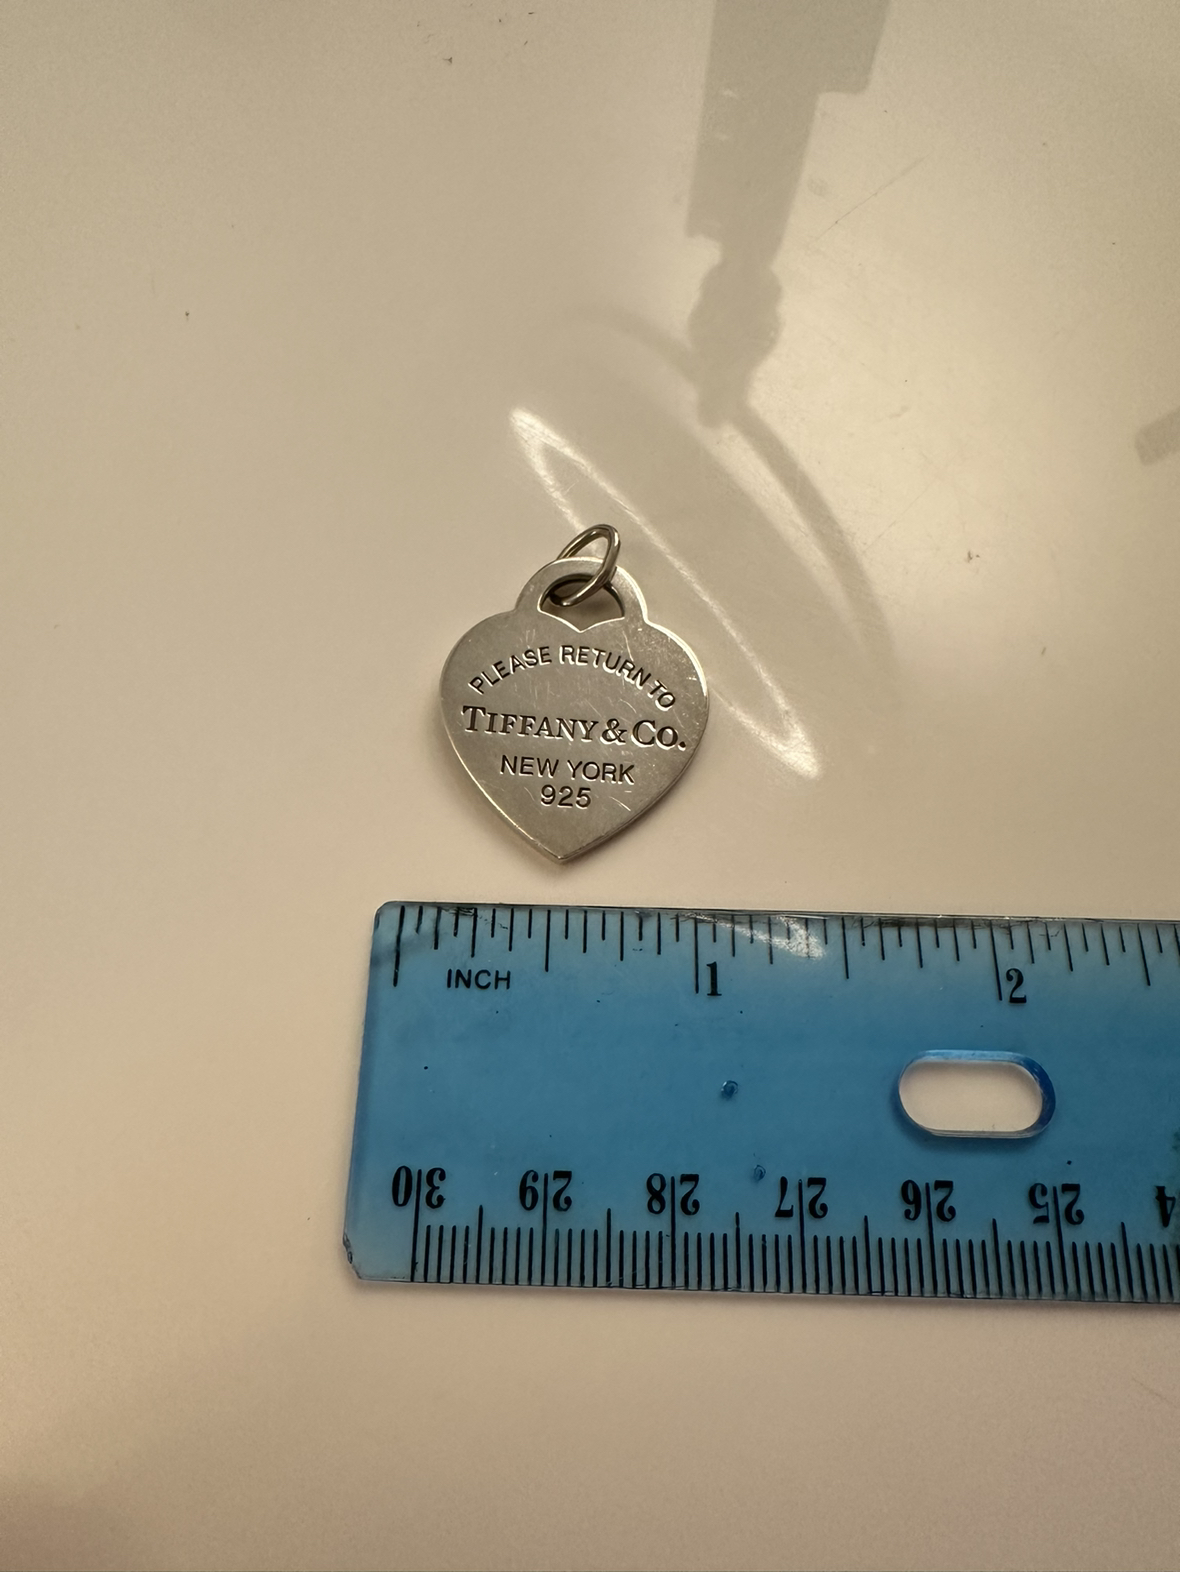 PLEASE RETURN TO
TIFFANY & CO.
NEW YORK
925
INCH
1
2
30
29
28
27
26
25